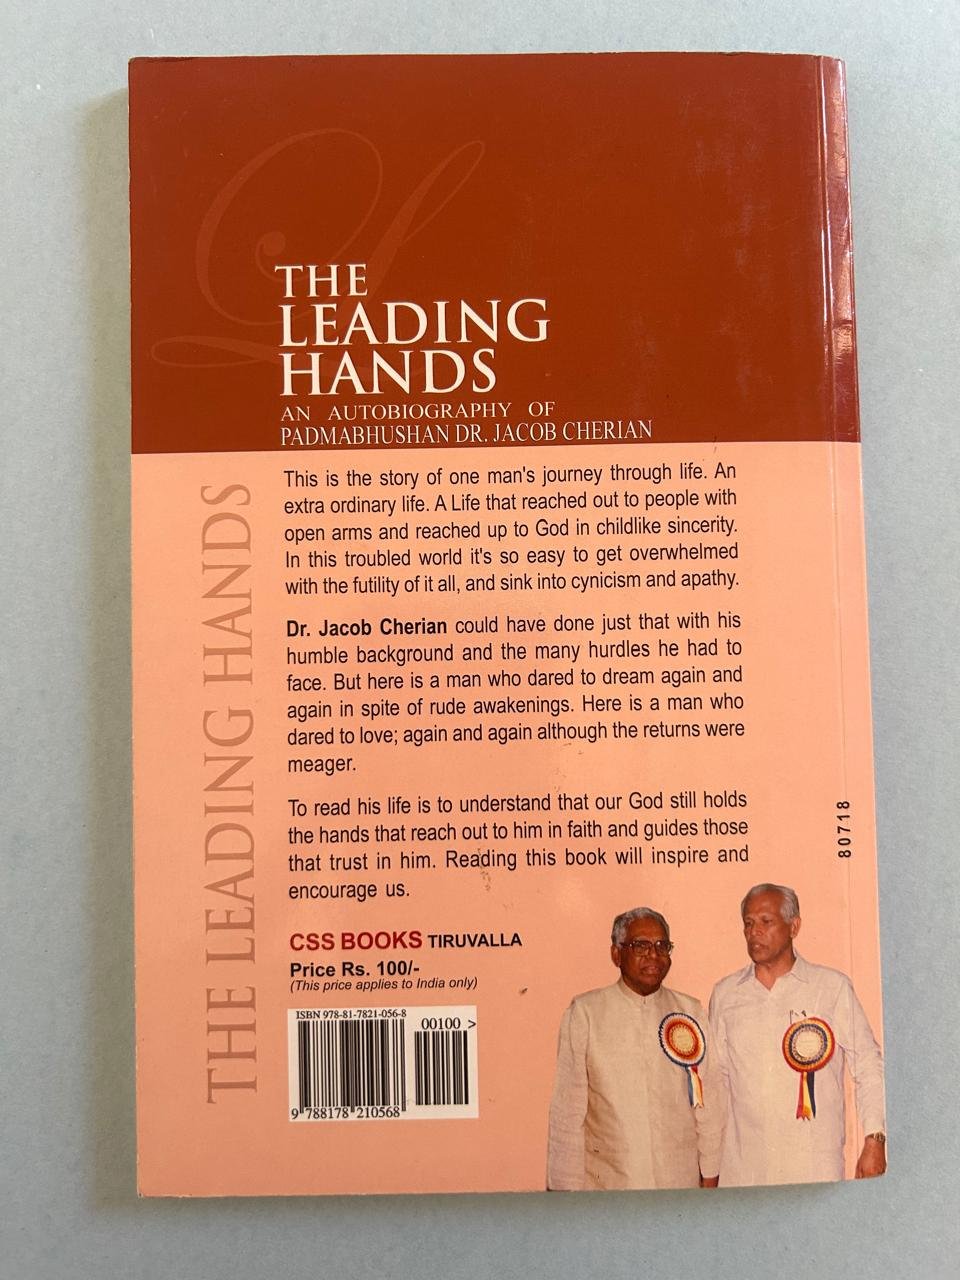 THE
LEADING
HANDS
AN AUTOBIOGRAPHY OF
PADMABHUSHAN DR. JACOB CHERIAN
THE LEADING HANDS
This is the story of one man's journey through life. An
extra ordinary life. A Life that reached out to people with
open arms and reached up to God in childlike sincerity.
In this troubled world it's so easy to get overwhelmed
with the futility of it all, and sink into cynicism and apathy.
Dr. Jacob Cherian could have done just that with his
humble background and the many hurdles he had to
face. But here is a man who dared to dream again and
again in spite of rude awakenings. Here is a man who
dared to love; again and again although the returns were
meager.
To read his life is to understand that our God still holds
the hands that reach out to him in faith and guides those
that trust in him. Reading this book will inspire and
encourage us.
80718
CSS BOOKS TIRUVALLA
Price Rs. 100/-
(This price applies to India only)
ISBN 978-81-7821-056-8
00100 >
9 788178 210568